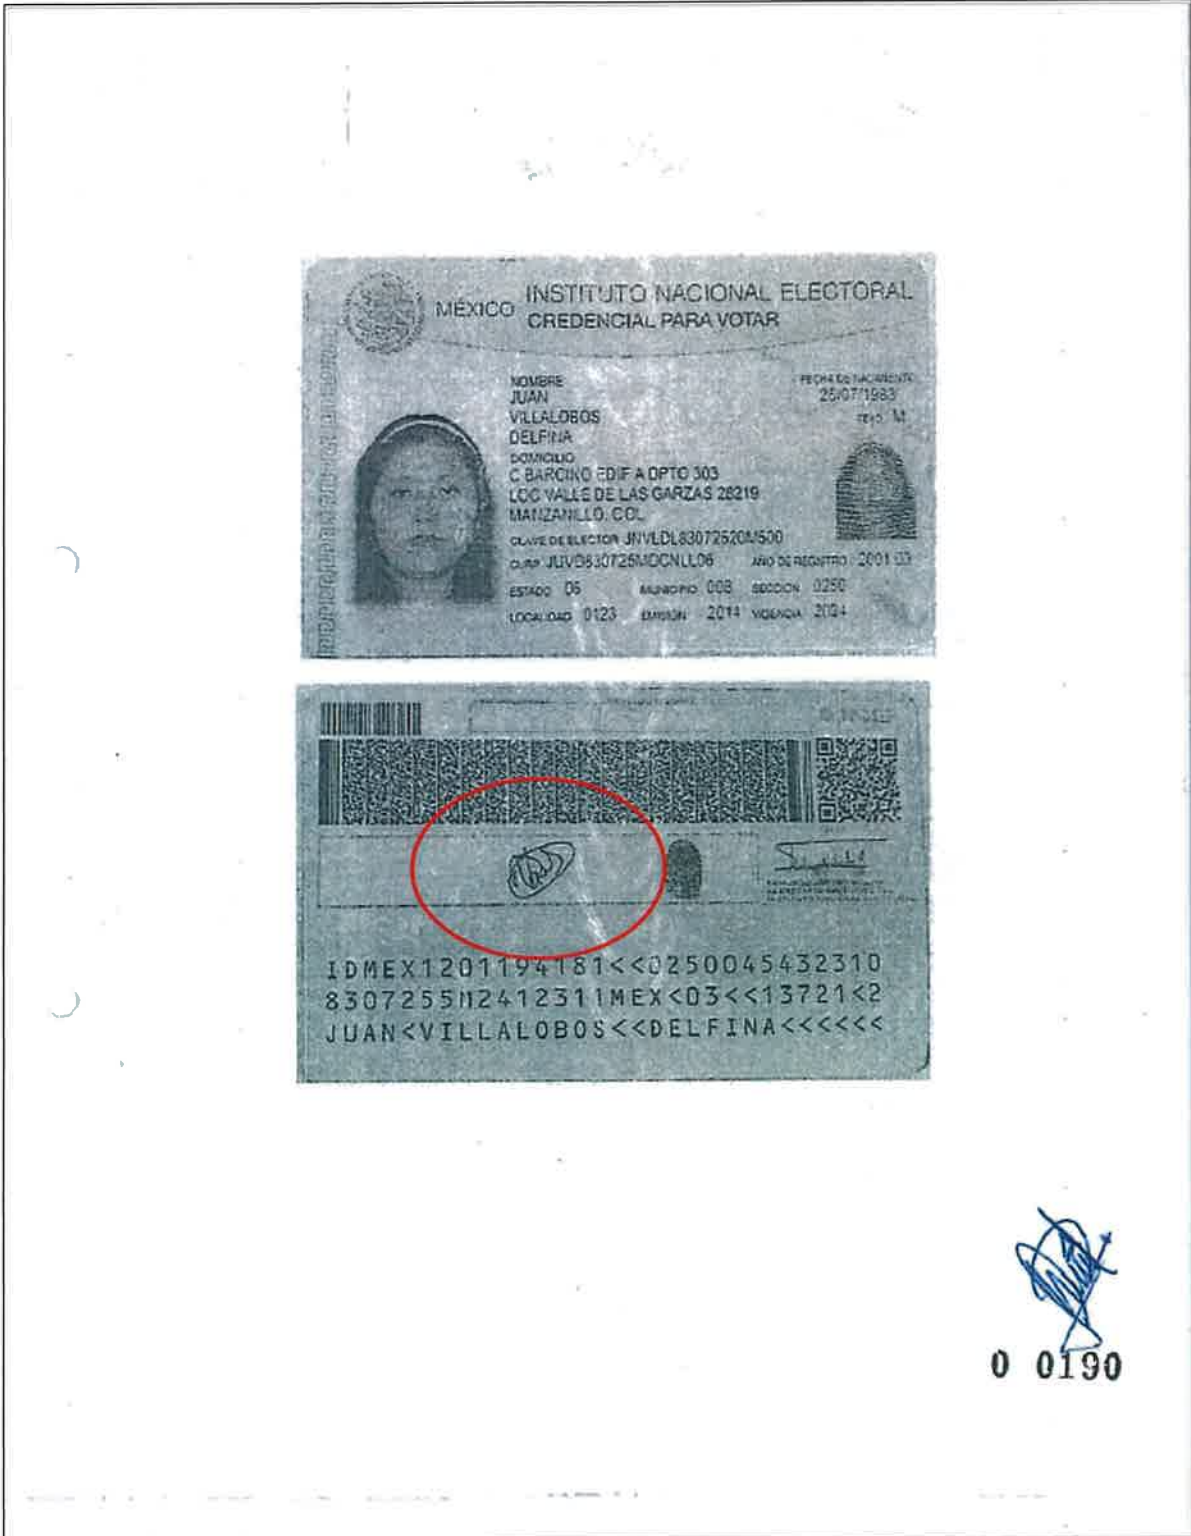 MÉXICO
INSTITUTO NACIONAL ELECTORAL
CREDENCIAL PARA VOTAR
NOMBRE
JUAN
VILLALOBOS
DELFINA
FECHA DE NACIMIENTO
25/07/1983
SEXO M
DOMICILIO
C BARCINO EDIF A DPTO 303
LOC VALLE DE LAS GARZAS 28219
MANZANILLO, COL.
CLAVE DE ELECTOR JNVLDL83072520M500
CURP JUVD830725MDCNLL06 AÑO DE REGISTRO 2001 03
ESTADO 06 MUNICIPIO 008 SECCIÓN 0250
LOCALIDAD 0123 EMISIÓN 2014 VIGENCIA 2024
IDMEX1201194181<<0250045432310
8307255M2412311MEX<03<<13721<2
JUAN<VILLALOBOS<<DELFINA<<<<<<
0 0190